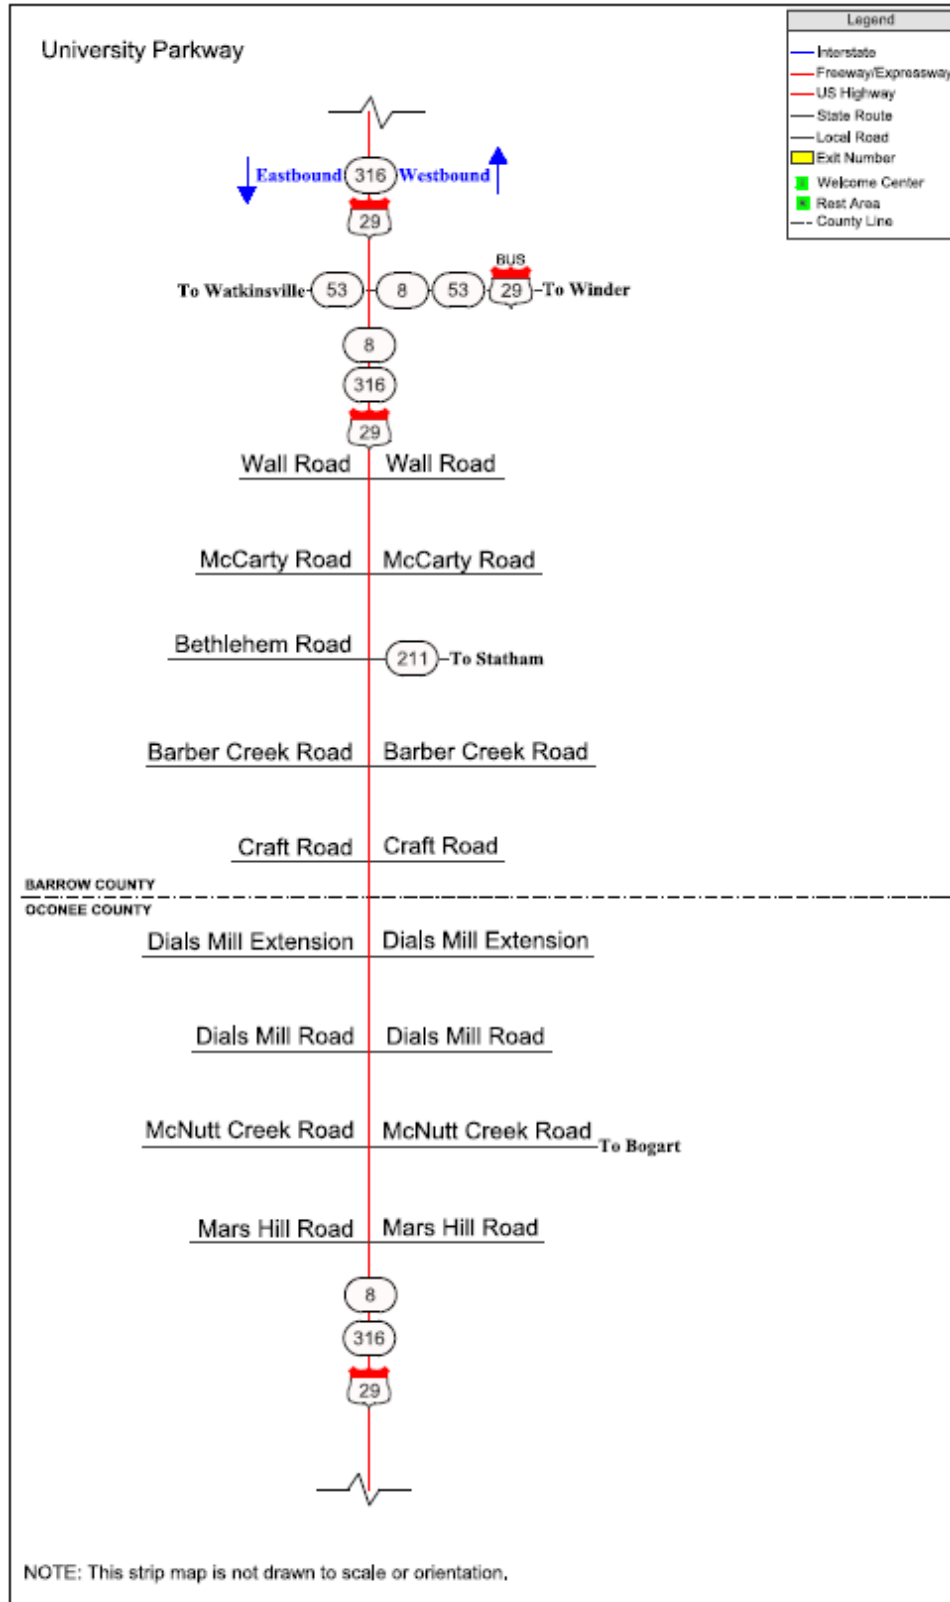 Legend
University Parkway
Interstate
Freeway/Expressway
US Highway
State Route
Local Road
Exit Number
Welcome Center
Rest Area
County Line
Eastbound 316 Westbound
29
BUS
To Watkinsville 53 8 53 29 To Winder
8
316
29
Wall Road Wall Road
McCarty Road McCarty Road
Bethlehem Road 211 To Statham
Barber Creek Road Barber Creek Road
Craft Road Craft Road
BARROW COUNTY
OCONEE COUNTY
Dials Mill Extension Dials Mill Extension
Dials Mill Road Dials Mill Road
McNutt Creek Road McNutt Creek Road To Bogart
Mars Hill Road Mars Hill Road
8
316
29
NOTE: This strip map is not drawn to scale or orientation.